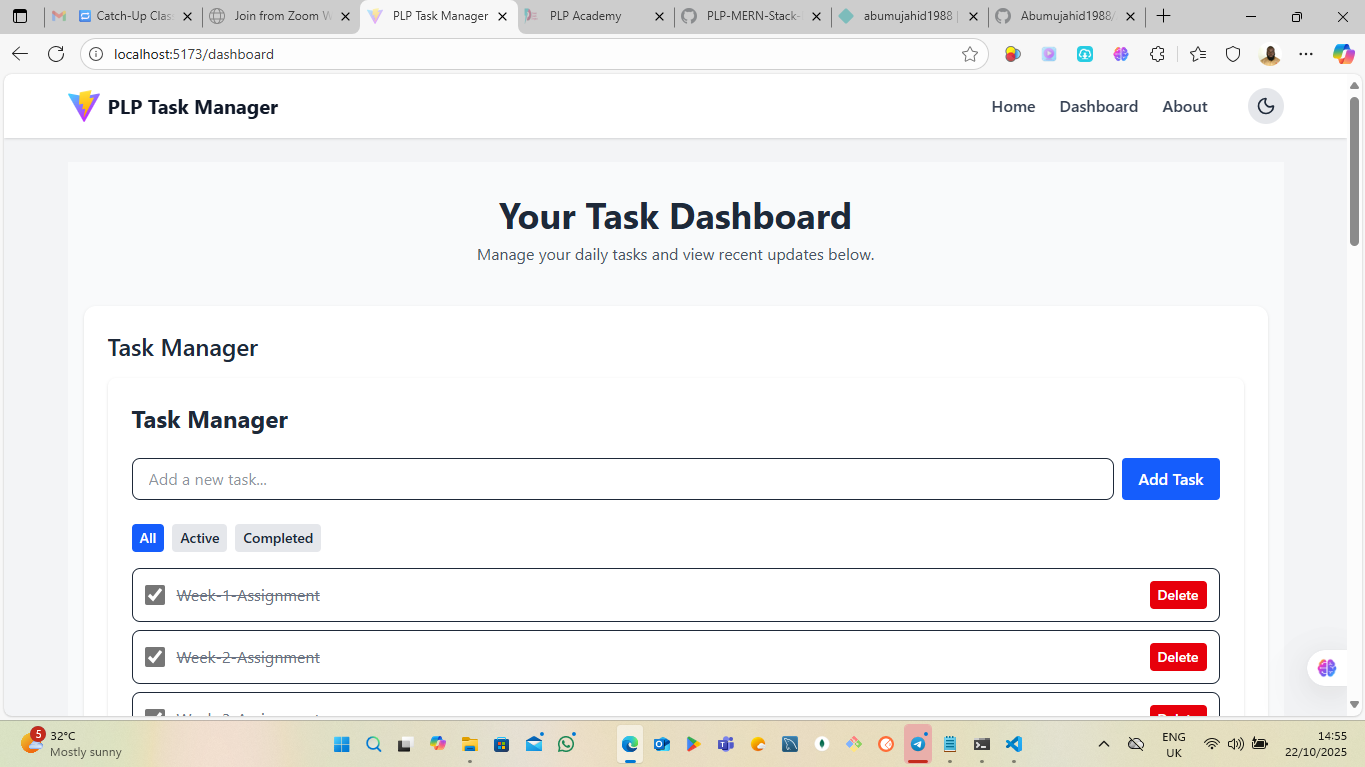 Catch-Up Clas
Join from Zoom W
PLP Task Manager
PLP Academy
PLP-MERN-Stack-
abumujahid1988
Abumujahid1988/
localhost:5173/dashboard
PLP Task Manager
Home
Dashboard
About
Your Task Dashboard
Manage your daily tasks and view recent updates below.
Task Manager
Task Manager
Add a new task...
Add Task
All
Active
Completed
Week-1-Assignment
Delete
Week-2-Assignment
Delete
5
32°C
Mostly sunny
ENG
UK
14:55
22/10/2025